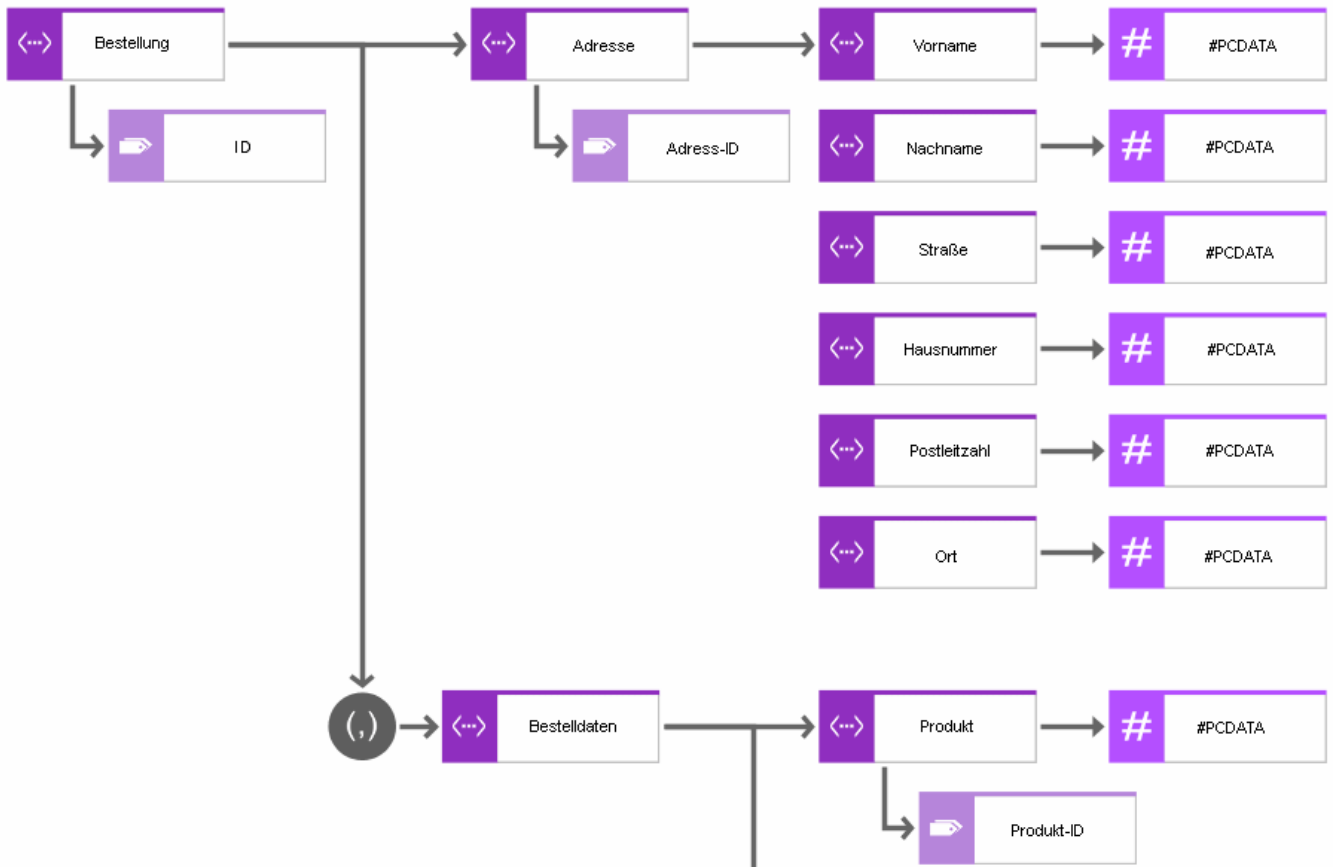 Bestellung
Adresse
Vorname
#PCDATA
ID
Adress-ID
Nachname
#PCDATA
Straße
#PCDATA
Hausnummer
#PCDATA
Postleitzahl
#PCDATA
Ort
#PCDATA
(,)
Bestelldaten
Produkt
#PCDATA
Produkt-ID